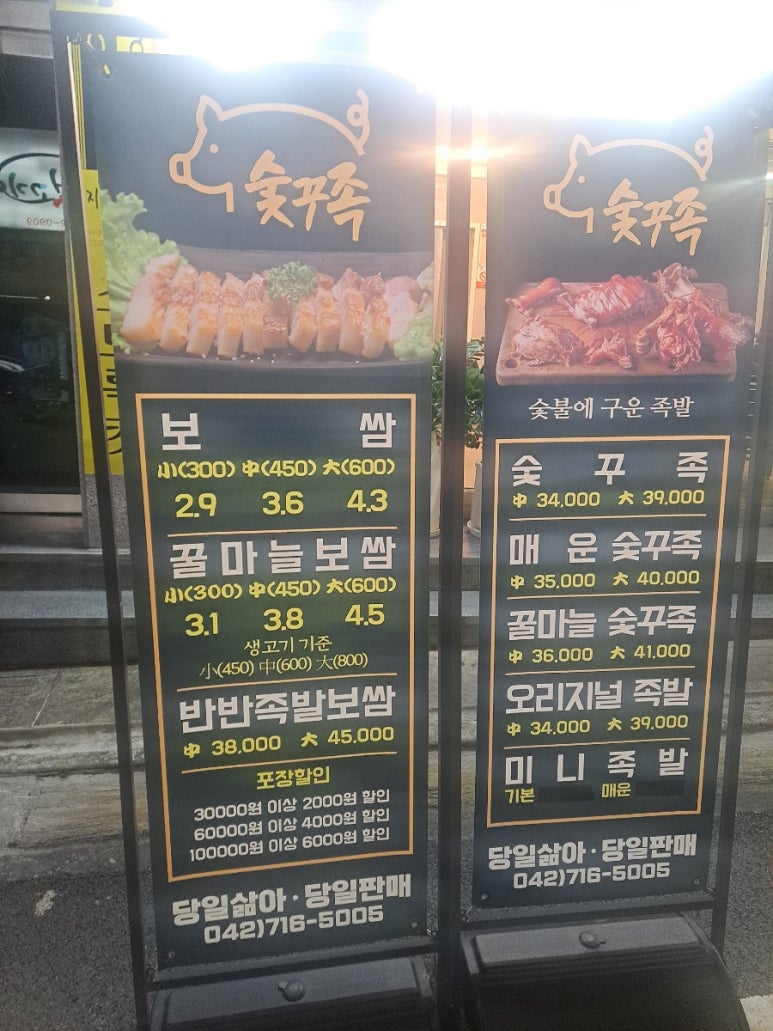 숯꾸족
보 쌈
小(300) 中(450) 大(600)
2.9 3.6 4.3
꿀마늘보쌈
小(300) 中(450) 大(600)
3.1 3.8 4.5
생고기 기준
小(450) 中(600) 大(800)
반반족발보쌈
中 38,000 大 45,000
포장할인
30000원 이상 2000원 할인
60000원 이상 4000원 할인
100000원 이상 6000원 할인
당일삶아·당일판매
042)716-5005
숯꾸족
숯불에 구운 족발
숯 꾸 족
中 34,000 大 39,000
매 운 숯꾸족
中 35,000 大 40,000
꿀마늘 숯꾸족
中 36,000 大 41,000
오리지널 족발
中 34,000 大 39,000
미 니 족 발
기본 매운
당일삶아·당일판매
042)716-5005